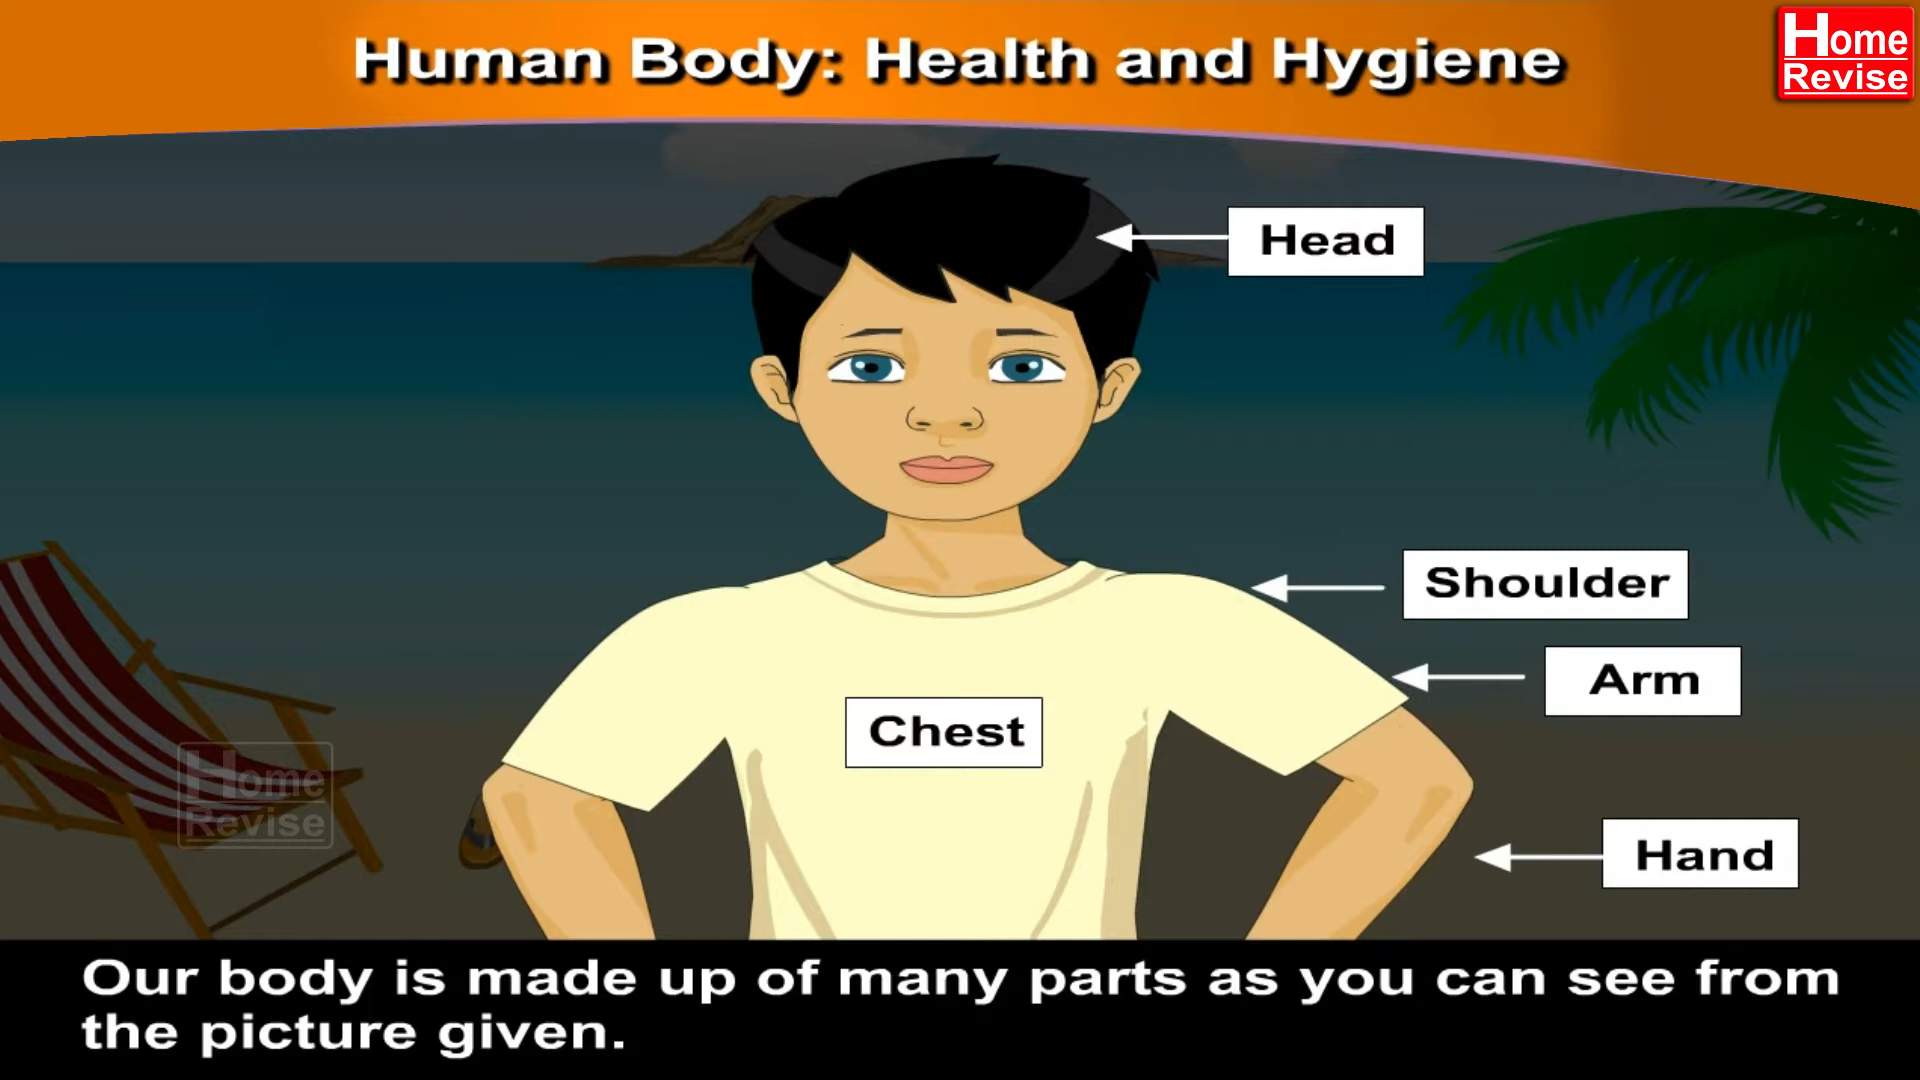 Human Body: Health and Hygiene
Home
Revise
Head
Shoulder
Arm
Chest
Home
Revise
Hand
Our body is made up of many parts as you can see from
the picture given.